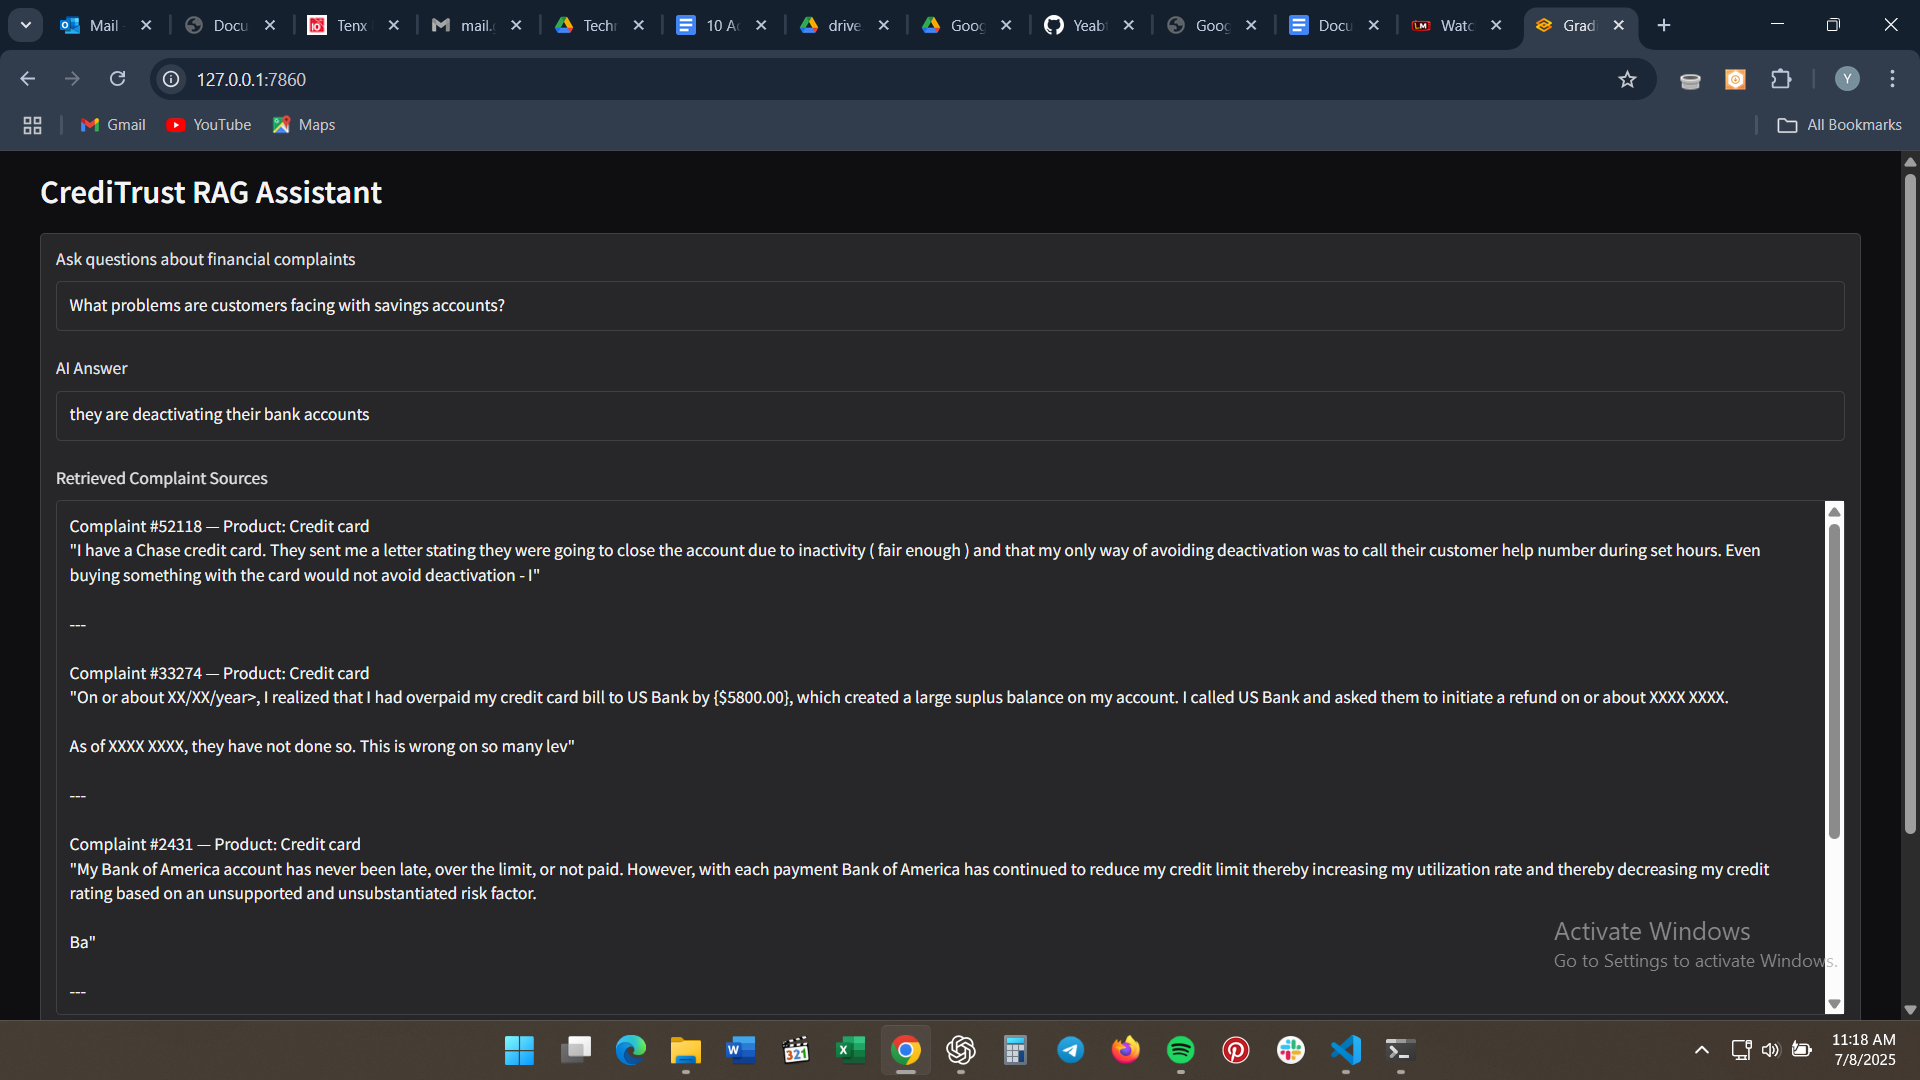 Mail
Docu
Tenx
mail.
Techr
10 A
drive.
Goog
Yeab
Goog
Docu
Watc
Gradi
127.0.0.1:7860
Y
Gmail
YouTube
Maps
All Bookmarks
CrediTrust RAG Assistant
Ask questions about financial complaints
What problems are customers facing with savings accounts?
AI Answer
they are deactivating their bank accounts
Retrieved Complaint Sources
Complaint #52118 — Product: Credit card
"I have a Chase credit card. They sent me a letter stating they were going to close the account due to inactivity ( fair enough ) and that my only way of avoiding deactivation was to call their customer help number during set hours. Even
buying something with the card would not avoid deactivation - I"
---
Complaint #33274 — Product: Credit card
"On or about XX/XX/year>, I realized that I had overpaid my credit card bill to US Bank by {$5800.00}, which created a large suplus balance on my account. I called US Bank and asked them to initiate a refund on or about XXXX XXXX.
As of XXXX XXXX, they have not done so. This is wrong on so many lev"
---
Complaint #2431 — Product: Credit card
"My Bank of America account has never been late, over the limit, or not paid. However, with each payment Bank of America has continued to reduce my credit limit thereby increasing my utilization rate and thereby decreasing my credit
rating based on an unsupported and unsubstantiated risk factor.
Ba"
---
Activate Windows
Go to Settings to activate Windows.
11:18 AM
7/8/2025